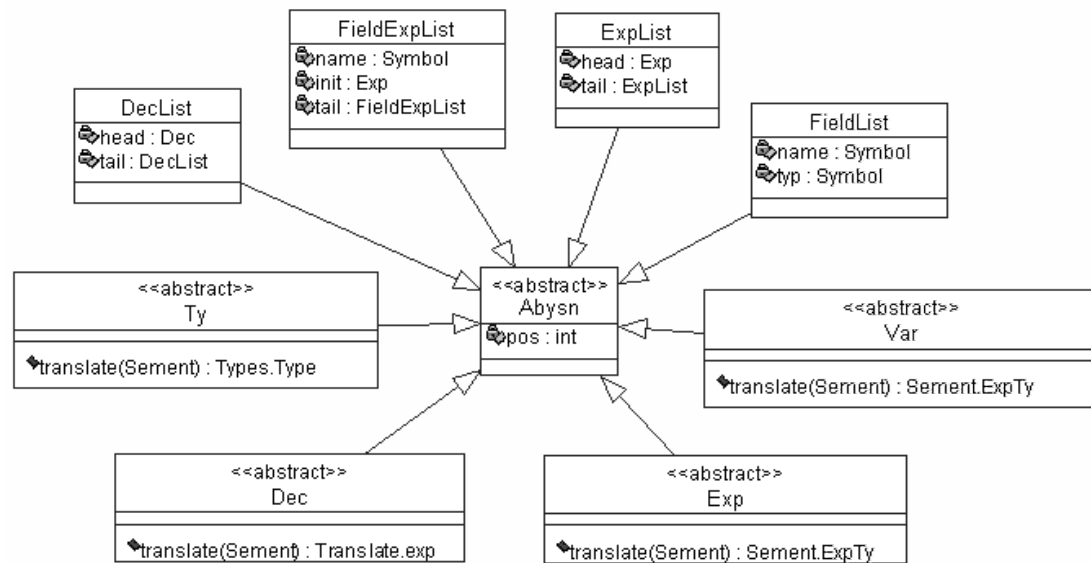 FieldExpList
name : Symbol
init : Exp
tail : FieldExpList
ExpList
head : Exp
tail : ExpList
DecList
head : Dec
tail : DecList
FieldList
name : Symbol
typ : Symbol
<<abstract>>
Ty
translate(Sement) : Types.Type
<<abstract>>
Abysn
pos : int
<<abstract>>
Var
translate(Sement) : Sement.ExpTy
<<abstract>>
Dec
translate(Sement) : Translate.exp
<<abstract>>
Exp
translate(Sement) : Sement.ExpTy